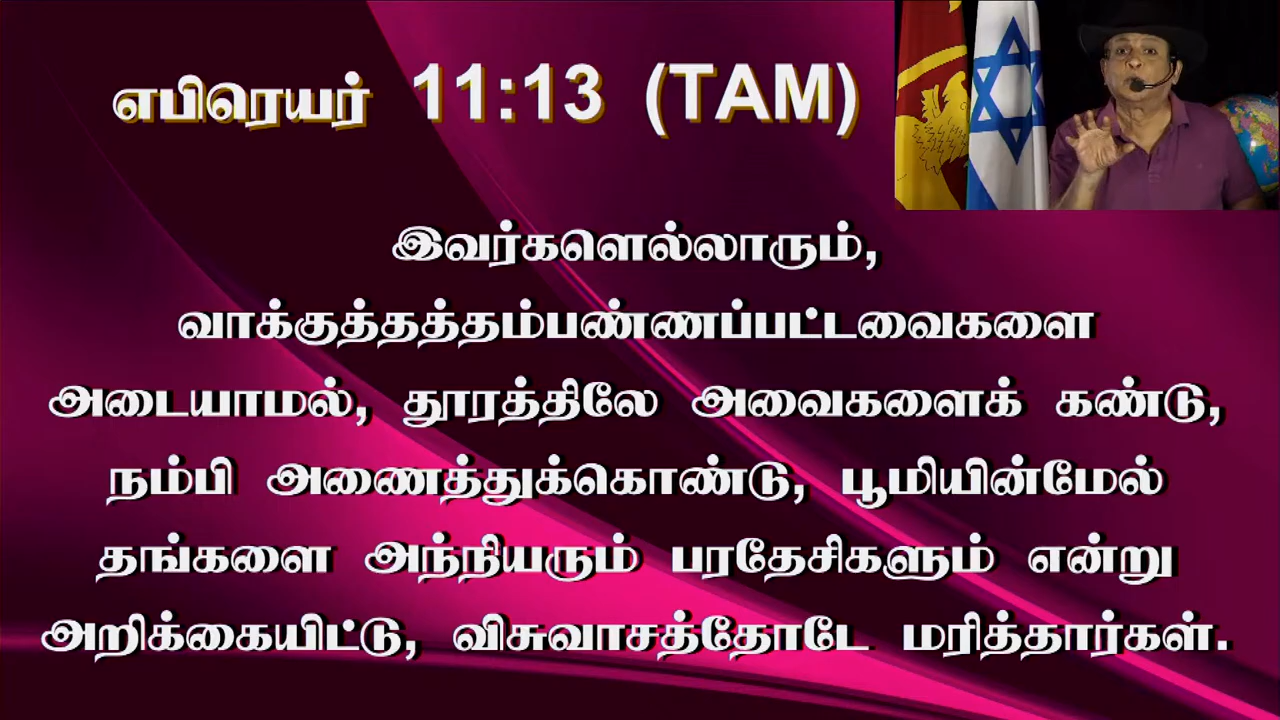 எபிரெயர் 11:13 (TAM)
இவர்களெல்லாரும்,
வாக்குத்தத்தம்பண்ணப்பட்டவைகளை
அடையாமல், தூரத்திலே அவைகளைக் கண்டு,
நம்பி அணைத்துக்கொண்டு, பூமியின்மேல்
தங்களை அந்நியரும் பரதேசிகளும் என்று
அறிக்கையிட்டு, விசுவாசத்தோடே மரித்தார்கள்.